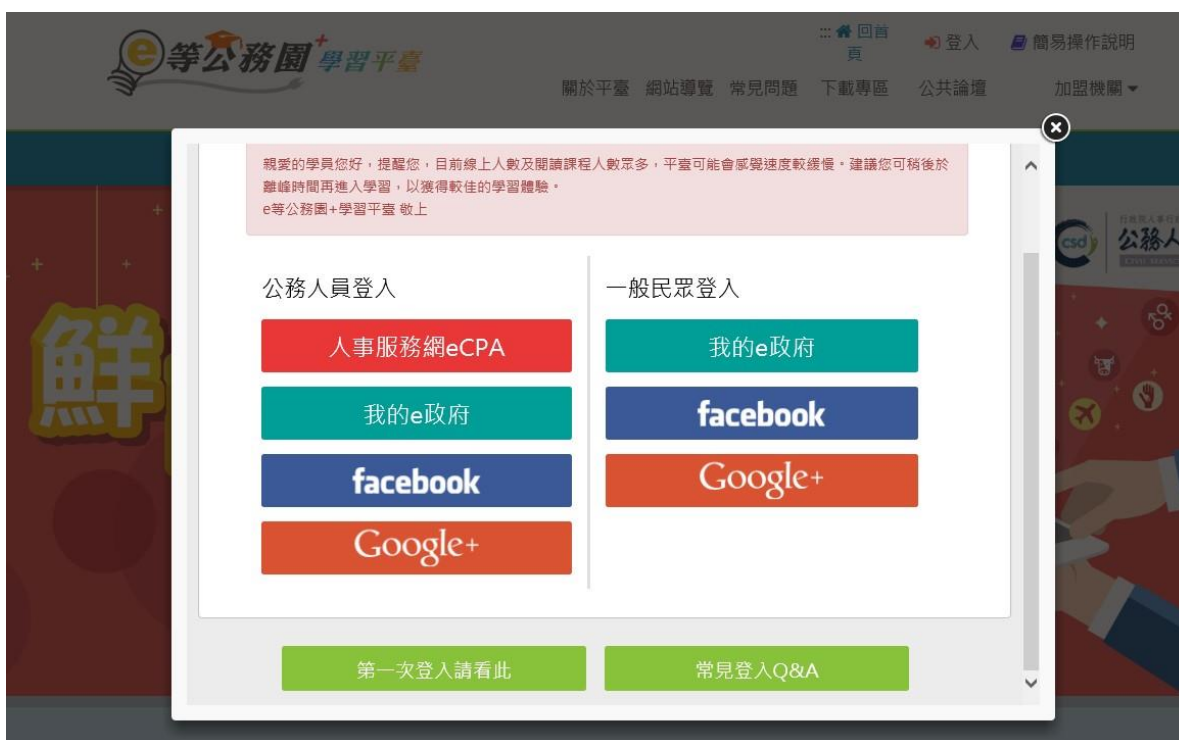 e等公務園+學習平臺
::: 回首頁
登入
簡易操作說明
關於平臺 網站導覽 常見問題 下載專區 公共論壇 加盟機關
親愛的學員您好，提醒您，目前線上人數及閱讀課程人數眾多，平臺可能會感覺速度較緩慢。建議您可稍後於
離峰時間再進入學習，以獲得較佳的學習體驗。
e等公務園+學習平臺 敬上
公務人員登入
人事服務網eCPA
我的e政府
facebook
Google+
一般民眾登入
我的e政府
facebook
Google+
第一次登入請看此
常見登入Q&A
鮮
csd
公務人